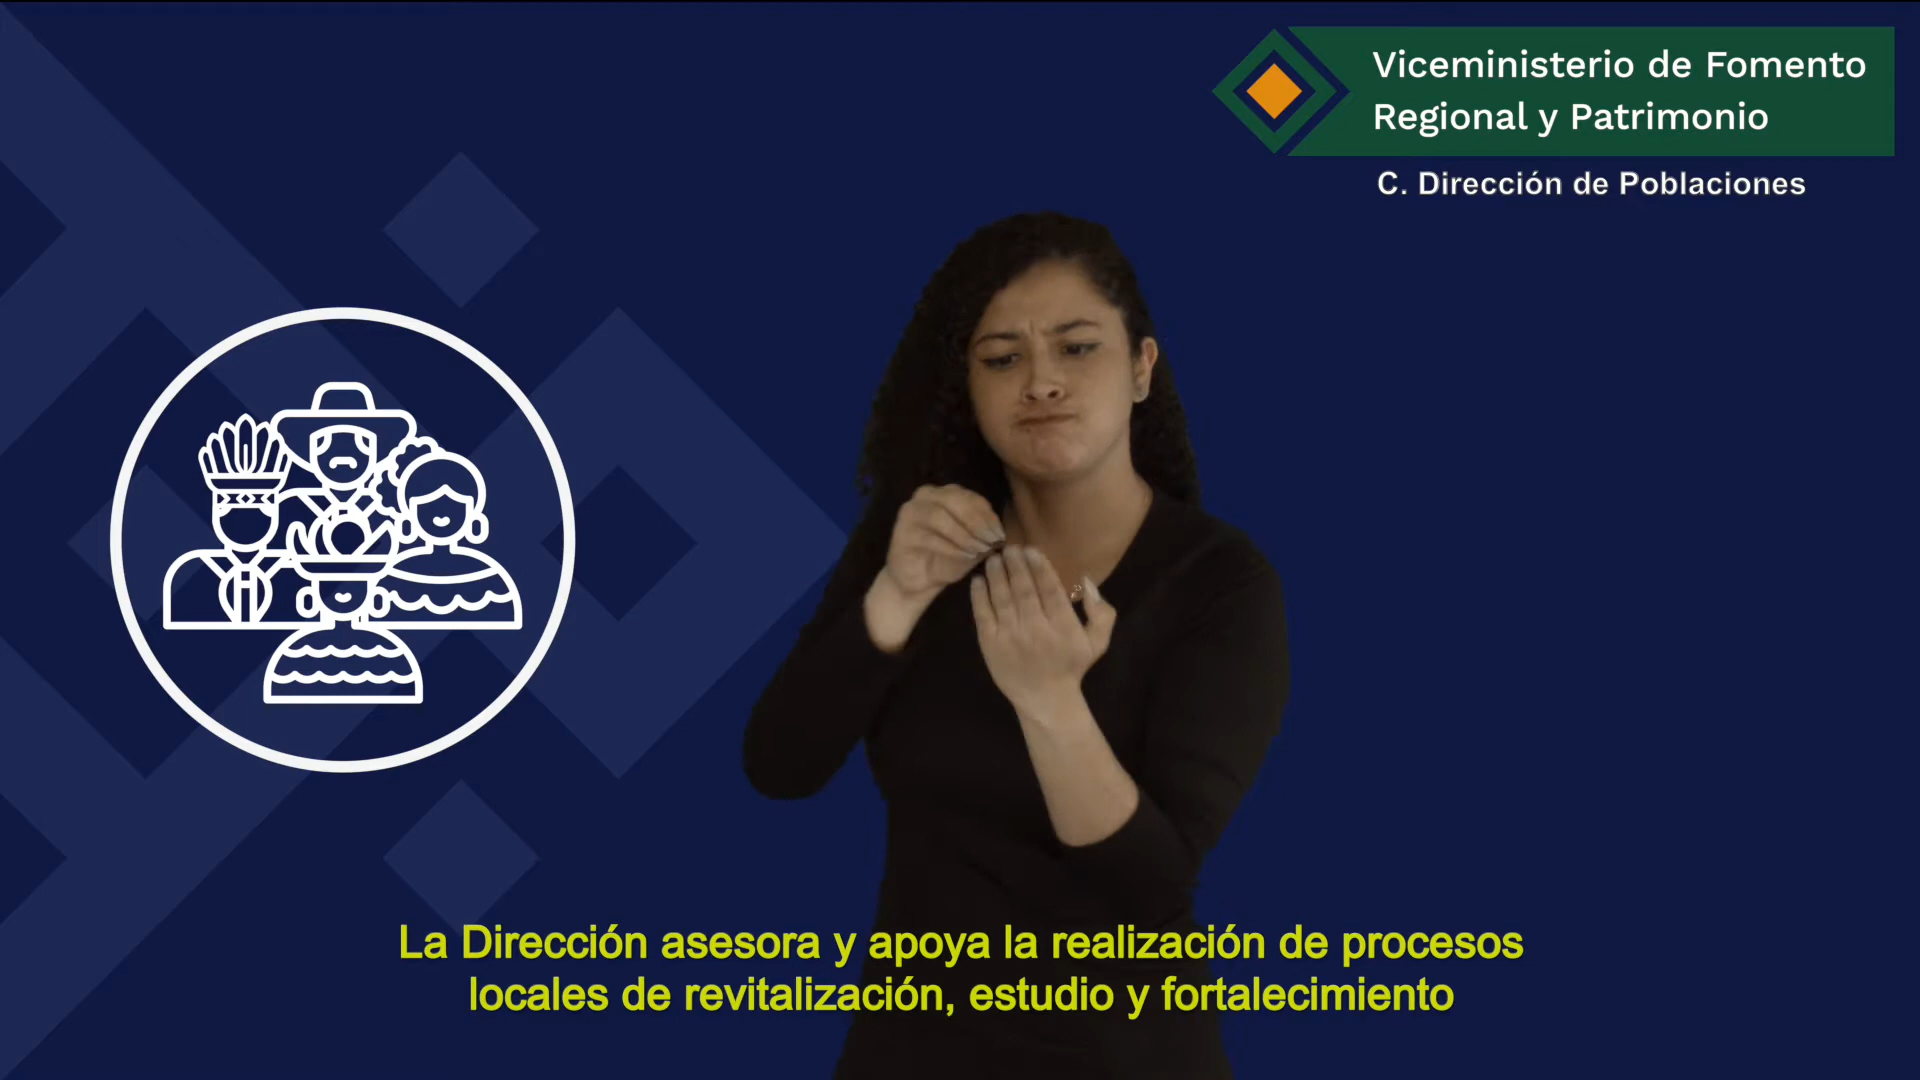 Viceministerio de Fomento
Regional y Patrimonio
C. Dirección de Poblaciones
La Dirección asesora y apoya la realización de procesos
locales de revitalización, estudio y fortalecimiento